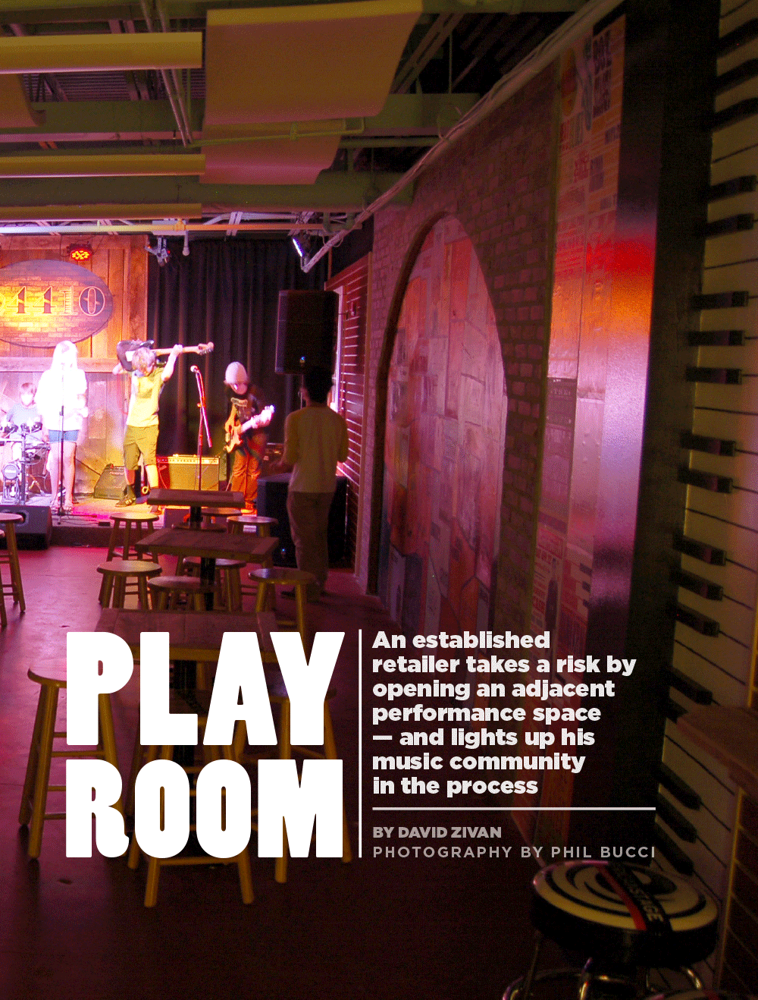 110
PLAY
ROOM
An established
retailer takes a risk by
opening an adjacent
performance space
— and lights up his
music community
in the process
BY DAVID ZIVAN
PHOTOGRAPHY BY PHIL BUCCI